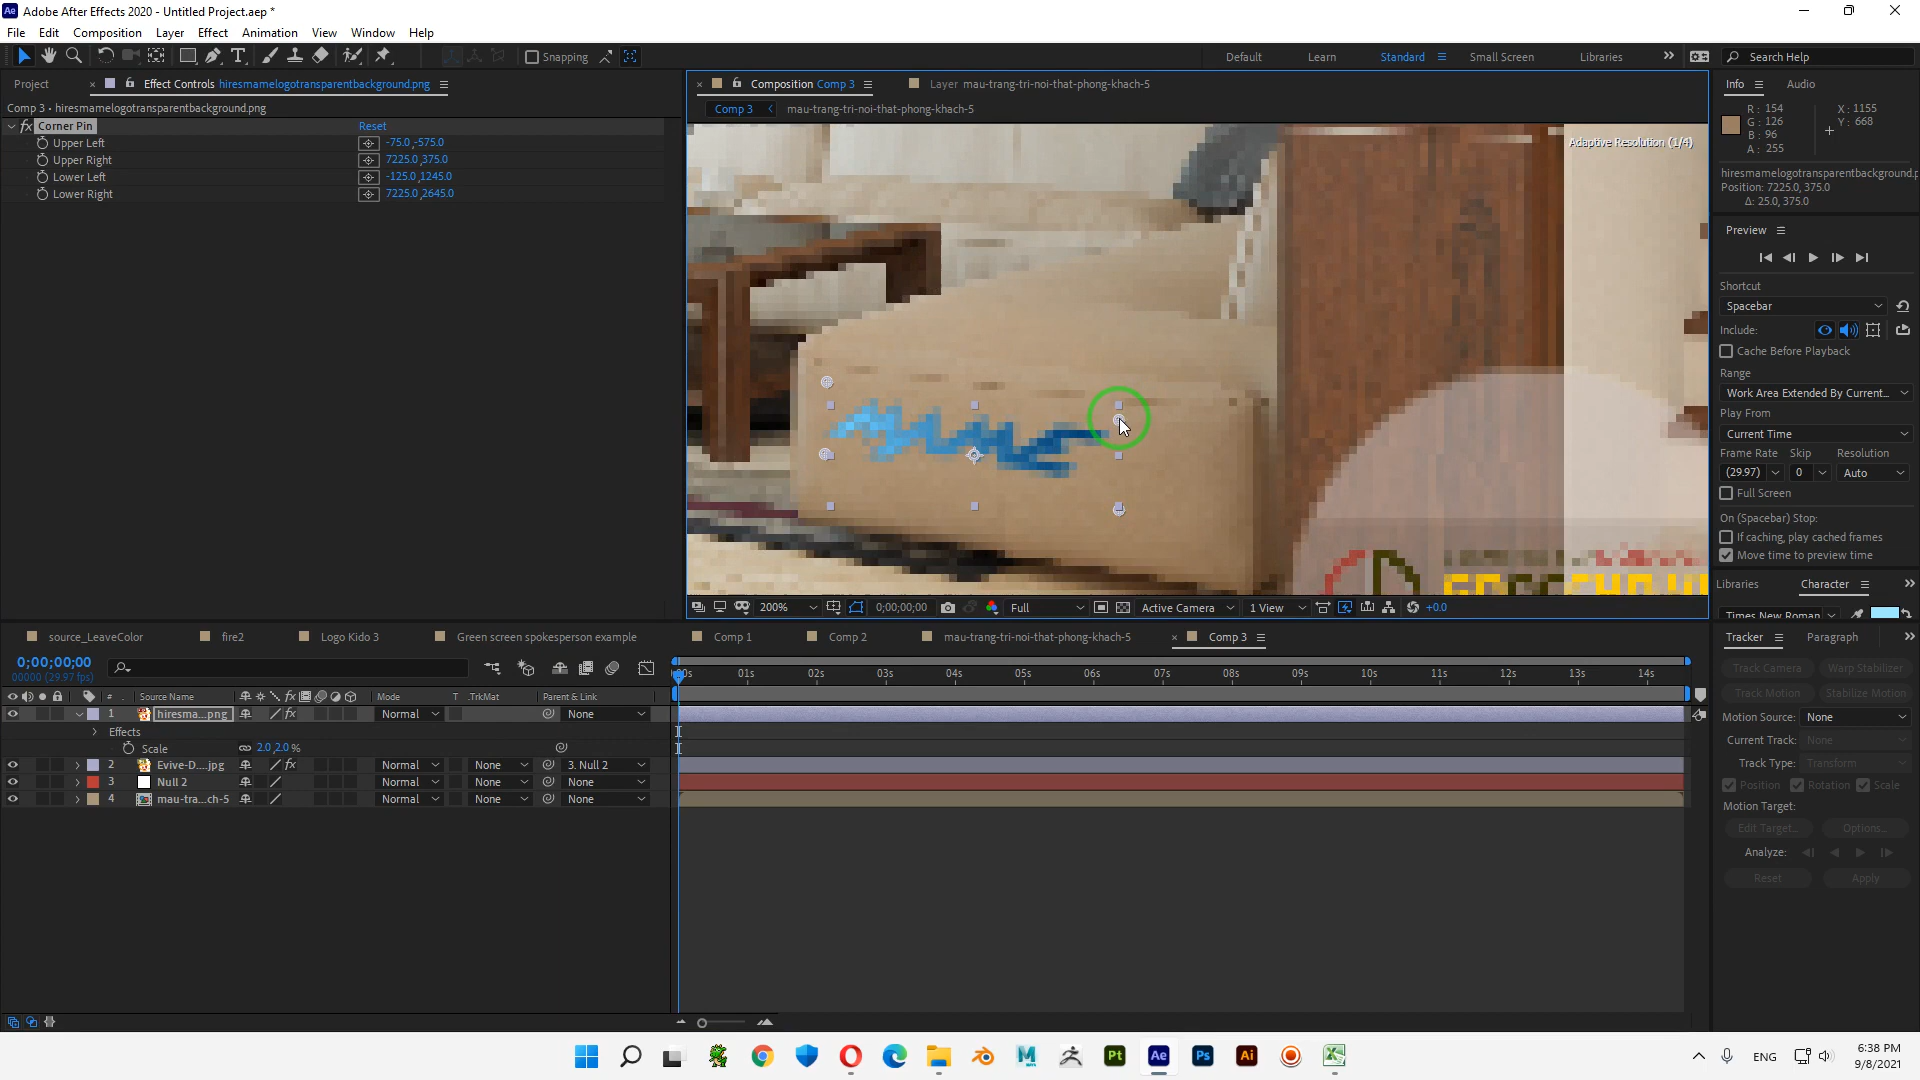 Adobe After Effects 2020 - Untitled Project.aep *
File Edit Composition Layer Effect Animation View Window Help
Snapping Default Learn Standard Small Screen Libraries Search Help
Project Effect Controls hiresmamelogotransparentbackground.png
Comp 3 • hiresmamelogotransparentbackground.png
fx Corner Pin Reset
Upper Left -75.0,-575.0
Upper Right 7225.0,375.0
Lower Left -125.0,1245.0
Lower Right 7225.0,2645.0
Composition Comp 3 Layer mau-trang-tri-noi-that-phong-khach-5
Comp 3 mau-trang-tri-noi-that-phong-khach-5
Adaptive Resolution (1/4)
200% 0;00;00;00 Full Active Camera 1 View +0.0
Info Audio
R: 154 X: 1155
G: 126 Y: 668
B: 96
A: 255
hiresmamelogotransparentbackground.p
Position: 7225.0, 375.0
Δ: 25.0, 375.0
Preview
Shortcut
Spacebar
Include:
Cache Before Playback
Range
Work Area Extended By Current...
Play From
Current Time
Frame Rate Skip Resolution
(29.97) 0 Auto
Full Screen
On (Spacebar) Stop:
If caching, play cached frames
Move time to preview time
Libraries Character
Times New Roman
source_LeaveColor fire2 Logo Kido 3 Green screen spokesperson example Comp 1 Comp 2 mau-trang-tri-noi-that-phong-khach-5 Comp 3
0;00;00;00
00000 (29.97 fps)
# Source Name fx Mode T .TrkMat Parent & Link
1 hiresma...png fx Normal None
Effects
Scale 2.0,2.0%
2 Evive-D....jpg fx Normal None 3. Null 2
3 Null 2 Normal None None
4 mau-tra...ch-5 Normal None None
00s 01s 02s 03s 04s 05s 06s 07s 08s 09s 10s 11s 12s 13s 14s
Tracker Paragraph
Track Camera Warp Stabilizer
Track Motion Stabilize Motion
Motion Source: None
Current Track: None
Track Type: Transform
Position Rotation Scale
Motion Target:
Edit Target... Options...
Analyze:
Reset Apply
Ae Pt Ae Ps Ai
ENG
6:38 PM
9/8/2021